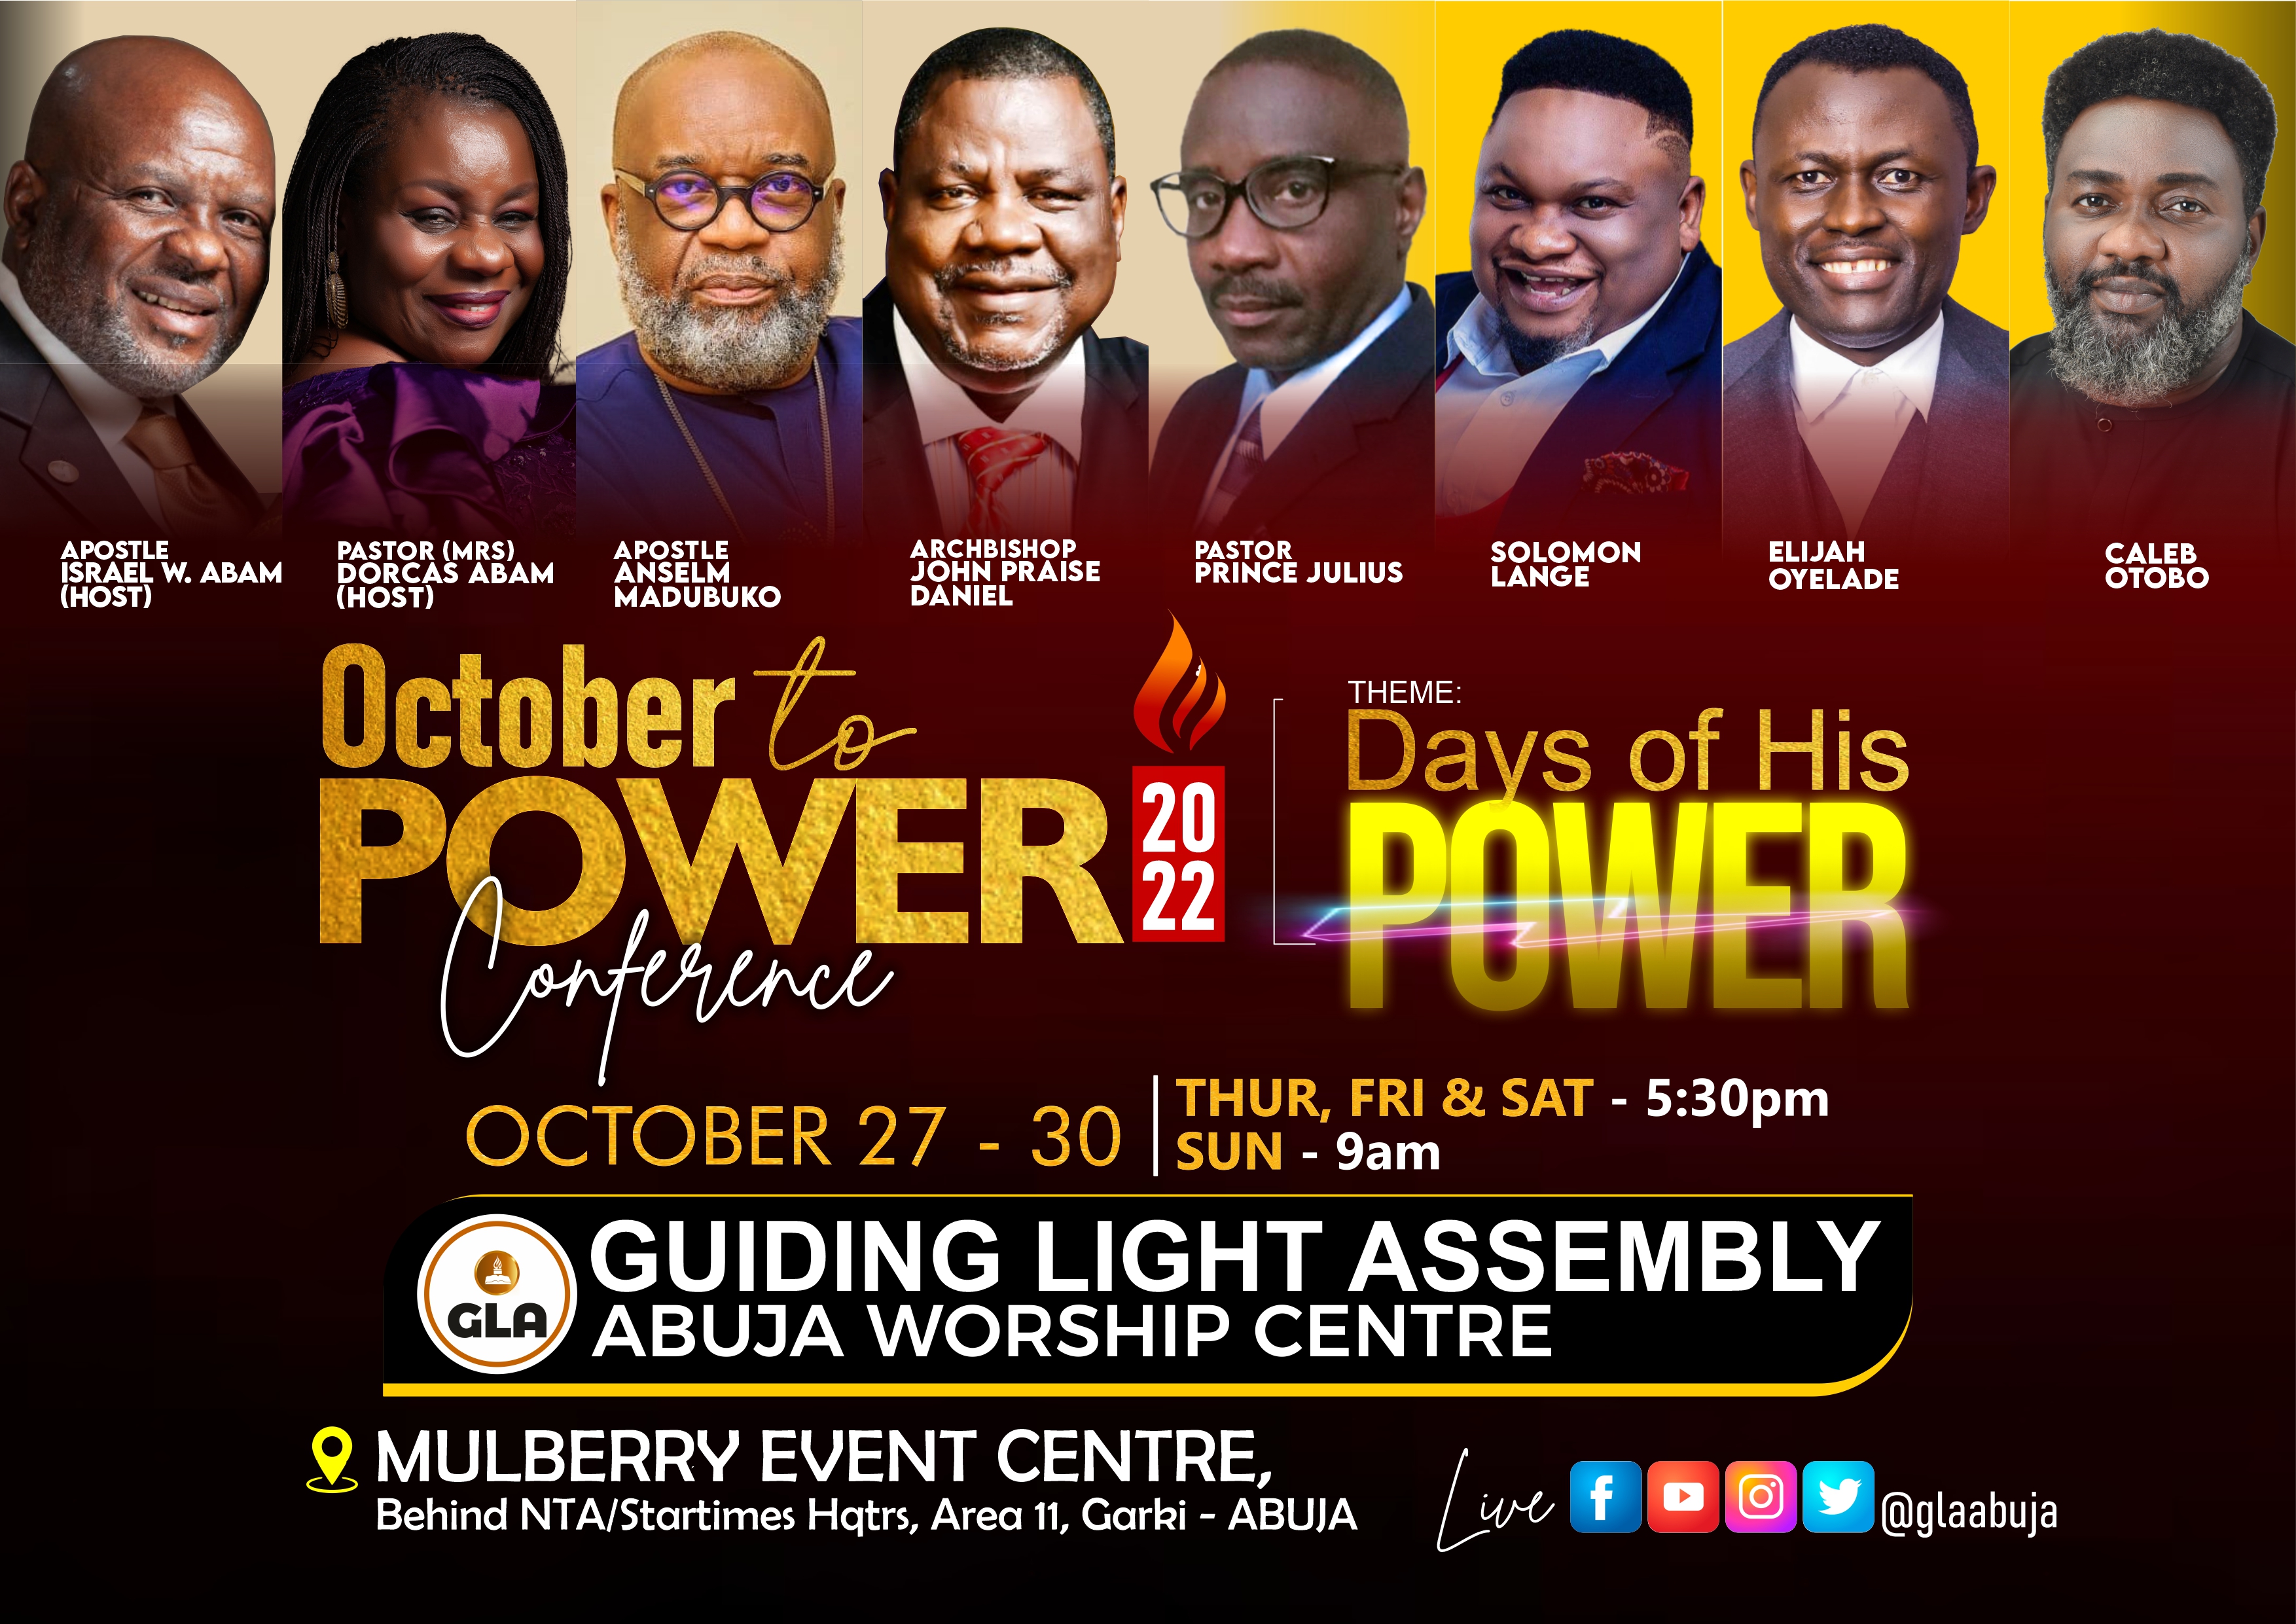 APOSTLE
ISRAEL W. ABAM
(HOST)
PASTOR (MRS)
DORCAS ABAM
(HOST)
APOSTLE
ANSELM
MADUBUKO
ARCHBISHOP
JOHN PRAISE
DANIEL
PASTOR
PRINCE JULIUS
SOLOMON
LANGE
ELIJAH
OYELADE
CALEB
OTOBO
October to
POWER
Conference
20
22
THEME:
Days of His
POWER
OCTOBER 27 - 30
THUR, FRI & SAT - 5:30pm
SUN - 9am
GLA
GUIDING LIGHT ASSEMBLY
ABUJA WORSHIP CENTRE
MULBERRY EVENT CENTRE,
Behind NTA/Startimes Hqtrs, Area 11, Garki - ABUJA
Live @glaabuja